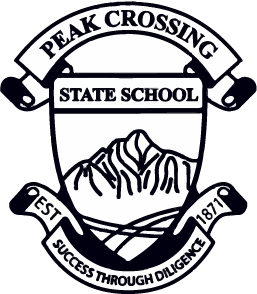 PEAK CROSSING
STATE SCHOOL
EST 1871
SUCCESS THROUGH DILIGENCE